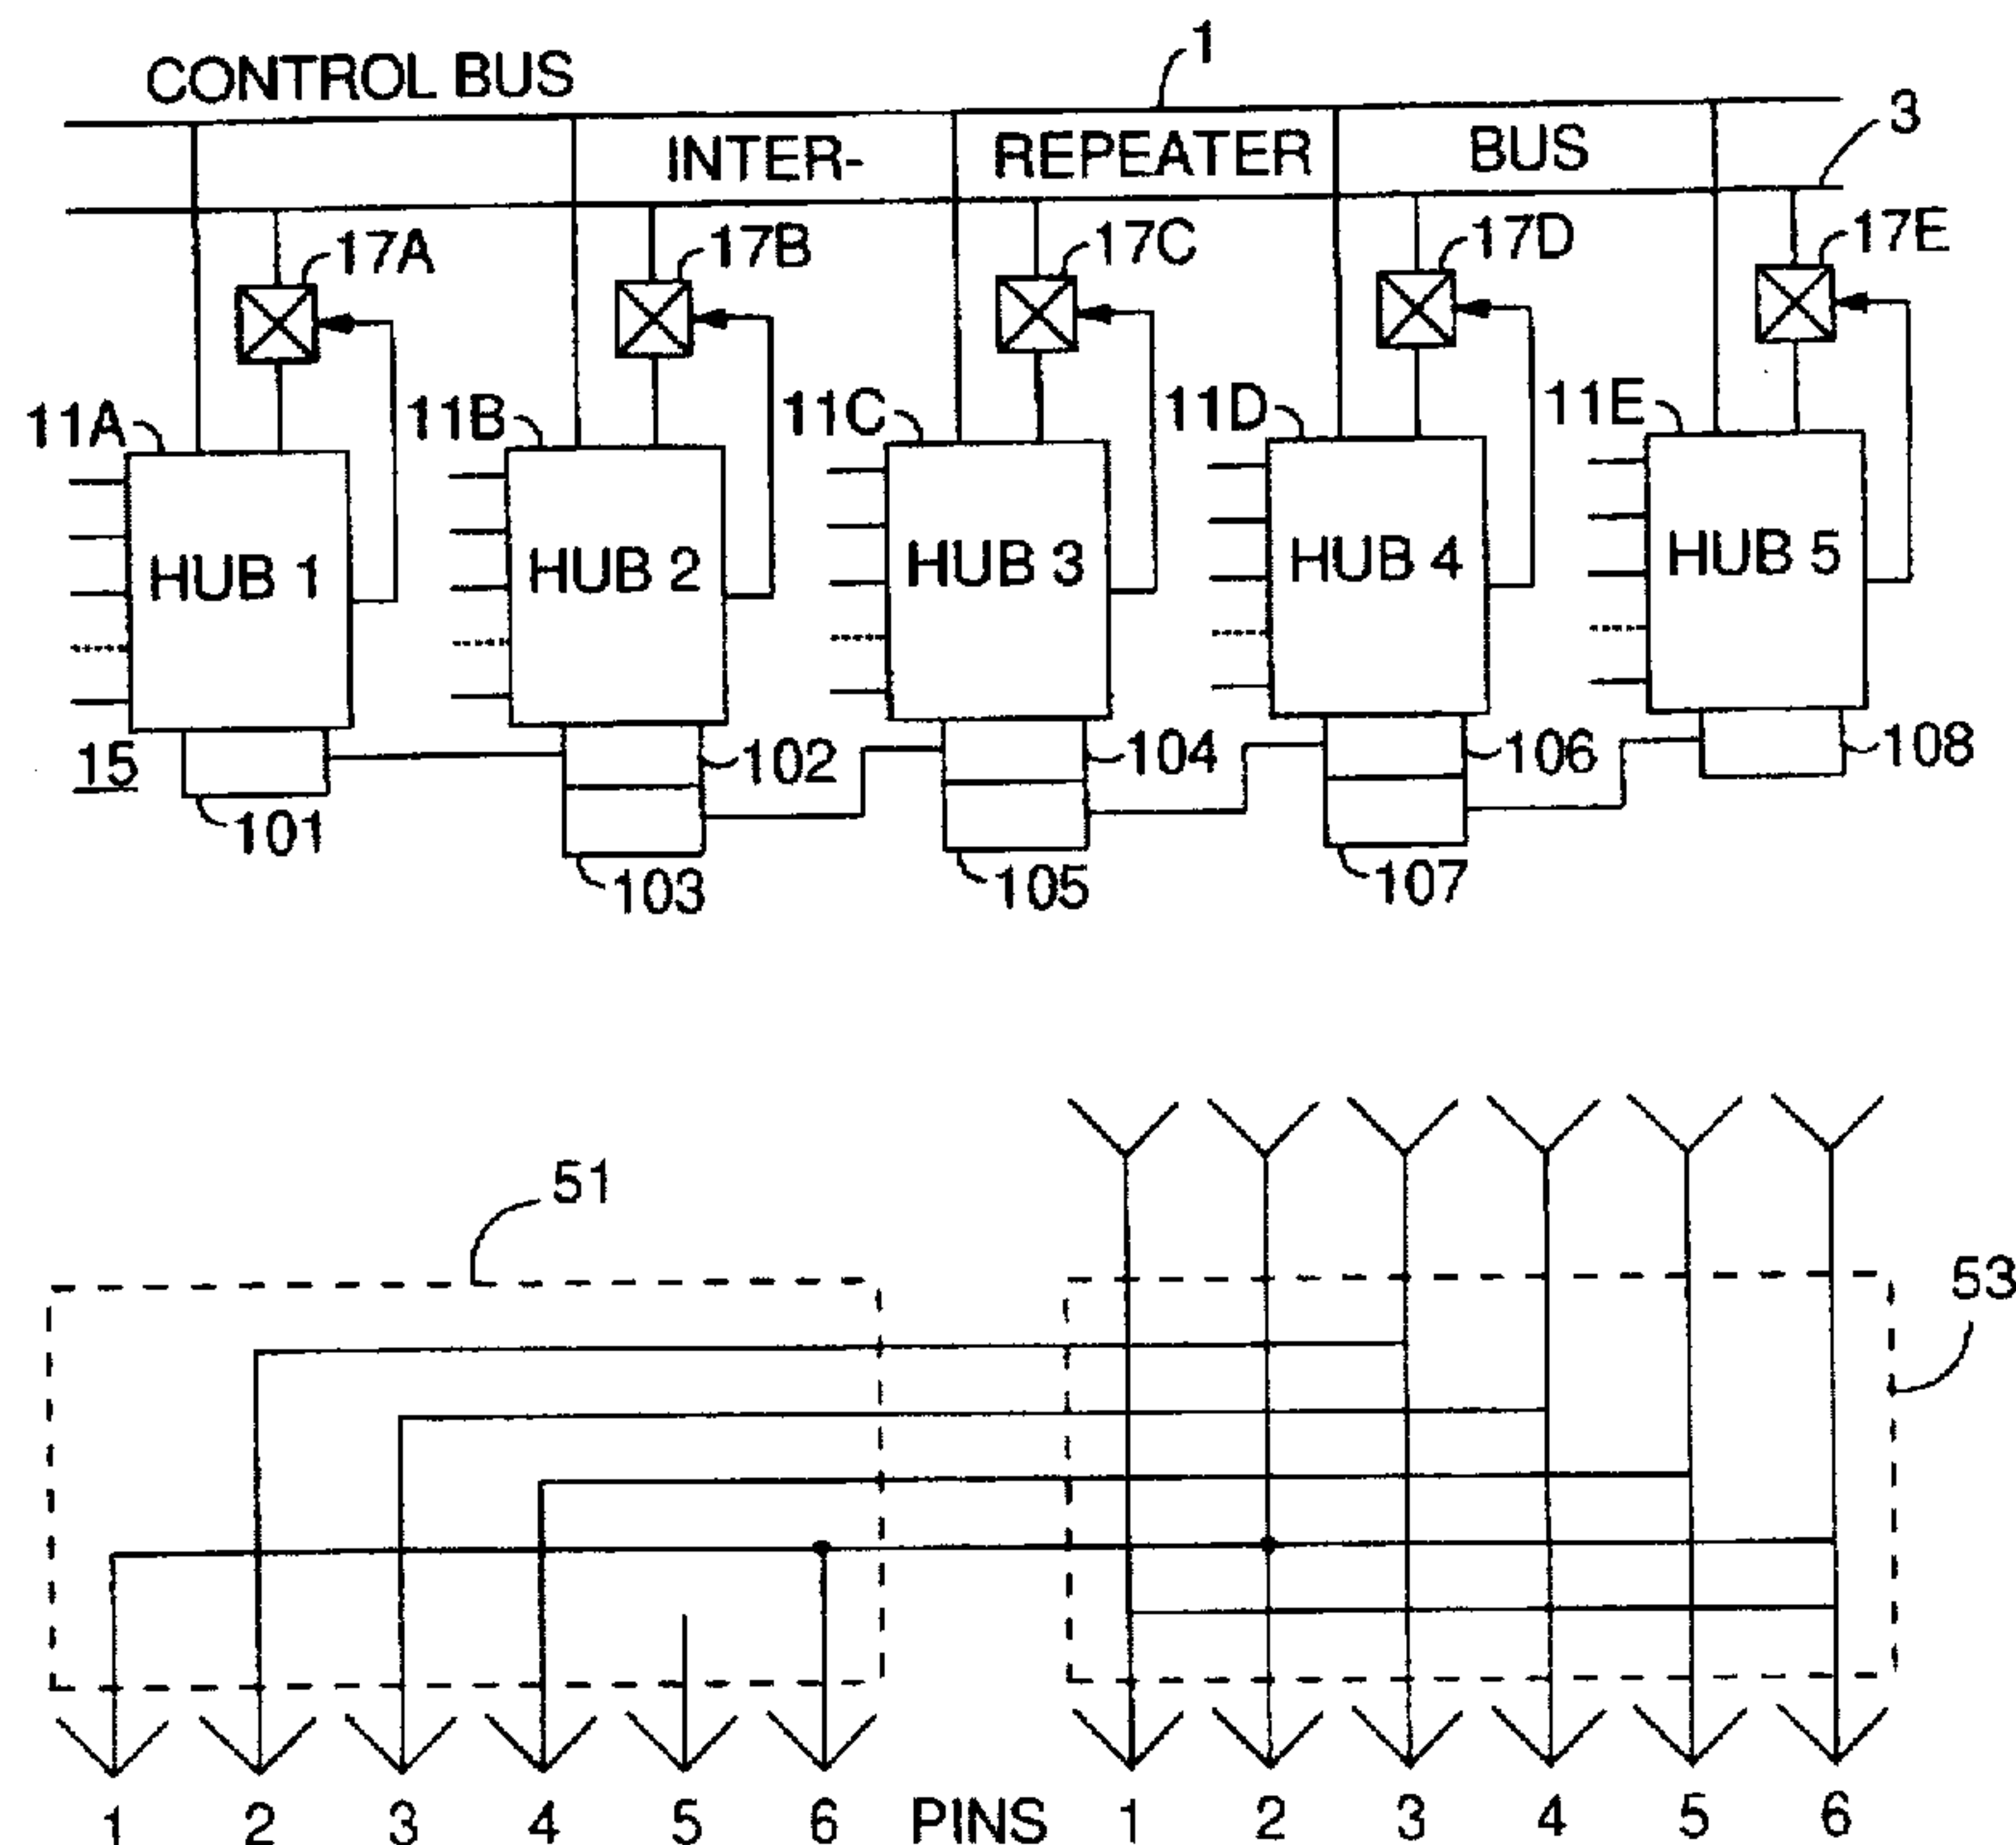 1
CONTROL BUS
3
INTER- REPEATER BUS
17A 17B 17C 17D 17E
11A 11B 11C 11D 11E
HUB 1 HUB 2 HUB 3 HUB 4 HUB 5
15 102 104 106 108
101 103 105 107
51
53
1 2 3 4 5 6 PINS 1 2 3 4 5 6